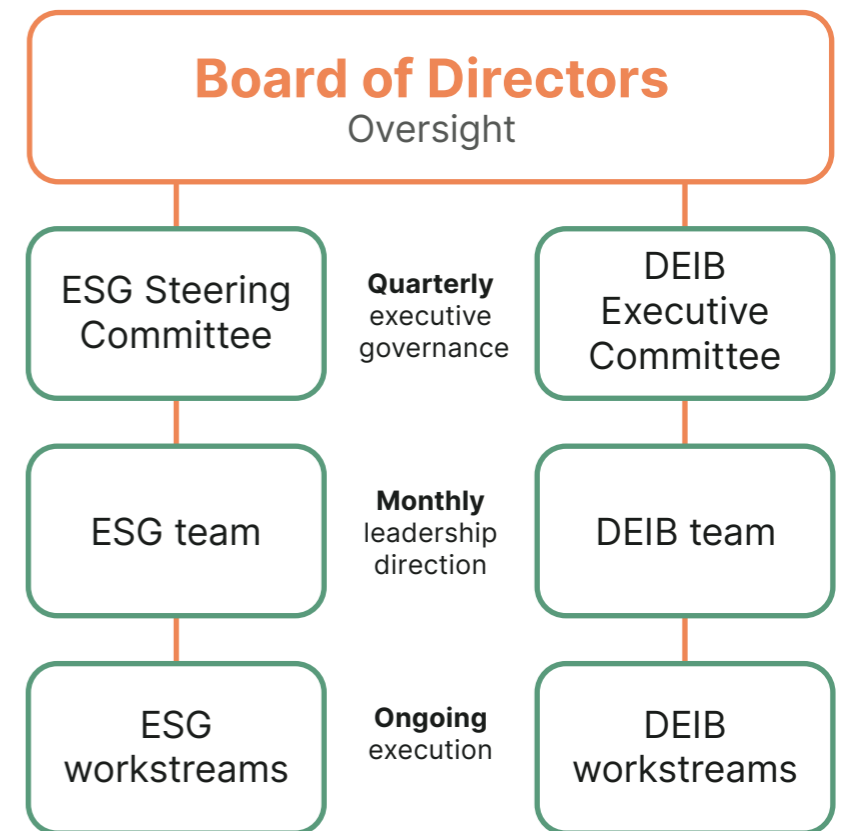 Board of Directors
Oversight
ESG Steering
Committee
Quarterly
executive
governance
DEIB
Executive
Committee
ESG team
Monthly
leadership
direction
DEIB team
ESG
workstreams
Ongoing
execution
DEIB
workstreams